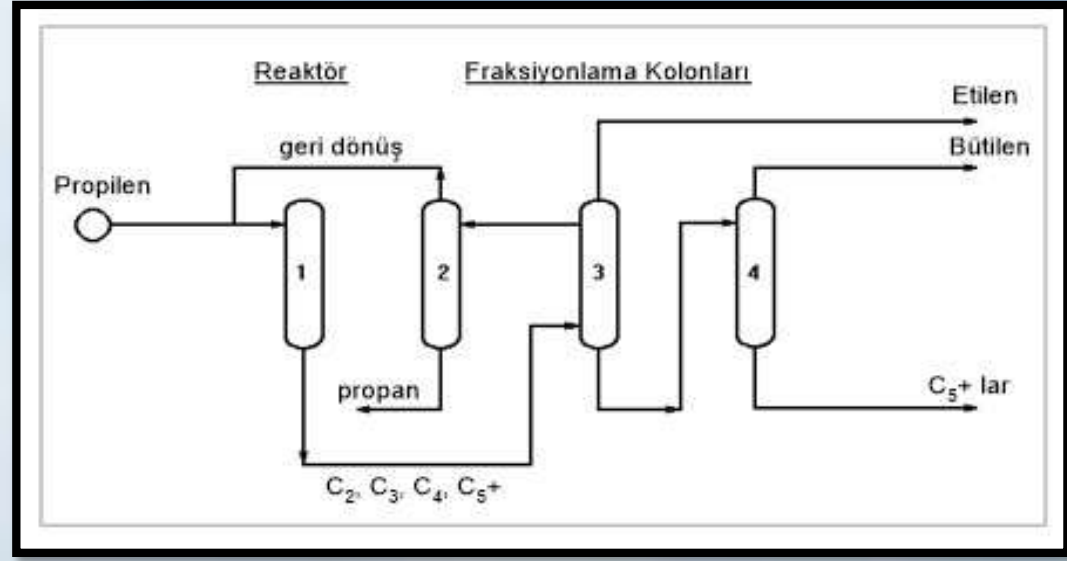 Reaktör
Fraksiyonlama Kolonları
Etilen
geri dönüş
Bütilen
Propilen
1
2
3
4
propan
C₅+ lar
C₂, C₃, C₄, C₅+